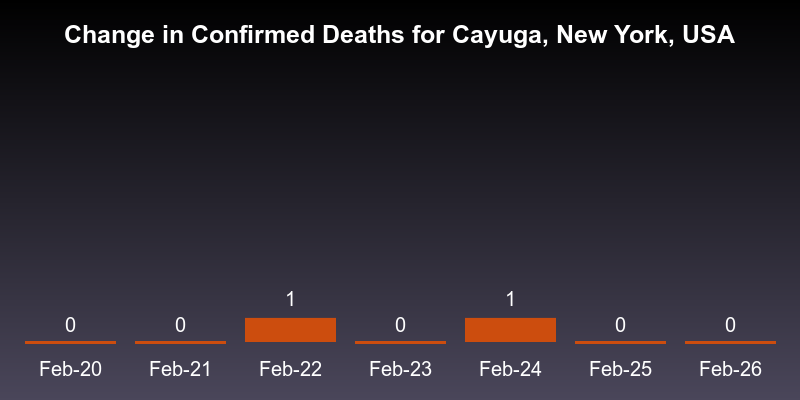 Change in Confirmed Deaths for Cayuga, New York, USA
1 1
0 0 0 0 0
Feb-20 Feb-21 Feb-22 Feb-23 Feb-24 Feb-25 Feb-26